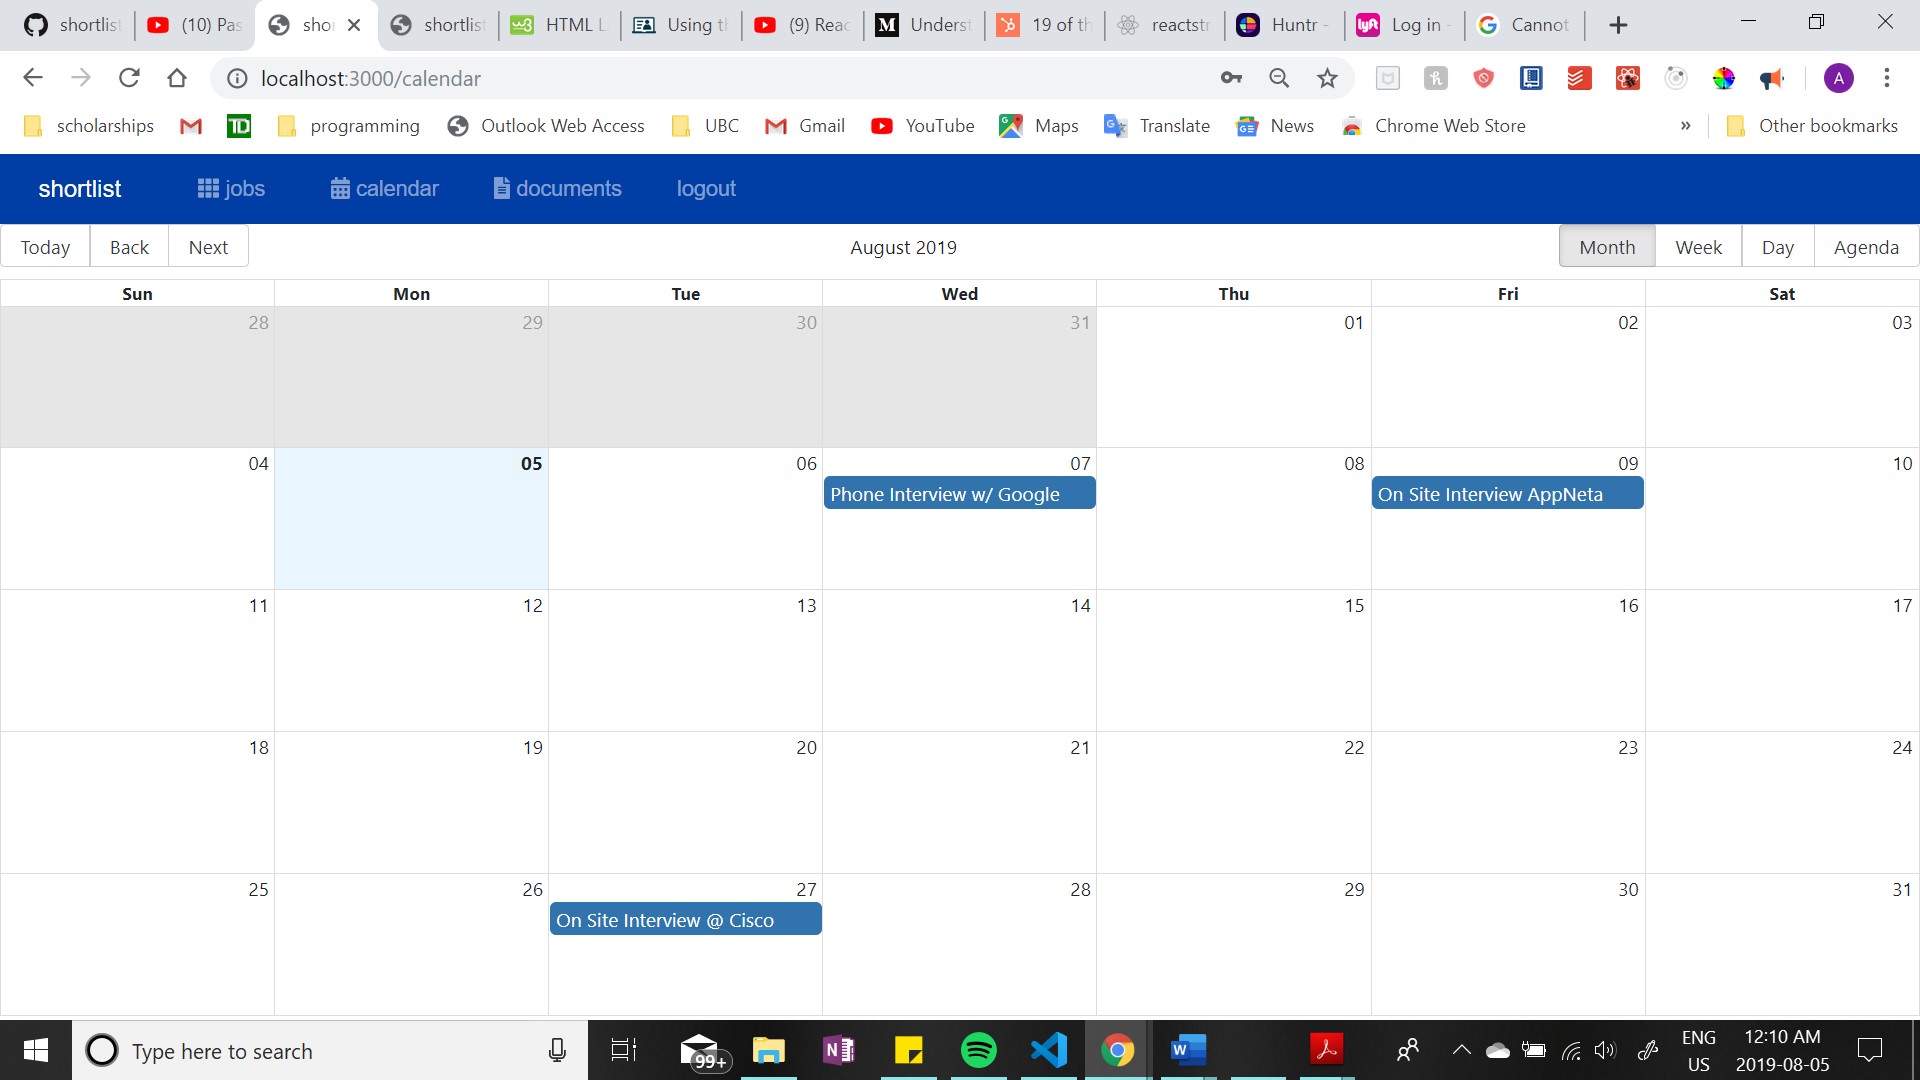 shortlist (10) Pas shor shortlist HTML L Using th (9) Reac Underst 19 of th reactstr Huntr - Log in - Cannot
localhost:3000/calendar
scholarships programming Outlook Web Access UBC Gmail YouTube Maps Translate News Chrome Web Store » Other bookmarks
shortlist jobs calendar documents logout
Today Back Next August 2019 Month Week Day Agenda
Sun Mon Tue Wed Thu Fri Sat
28 29 30 31 01 02 03
04 05 06 07 08 09 10
Phone Interview w/ Google On Site Interview AppNeta
11 12 13 14 15 16 17
18 19 20 21 22 23 24
25 26 27 28 29 30 31
On Site Interview @ Cisco
Type here to search 99+ ENG 12:10 AM
US 2019-08-05